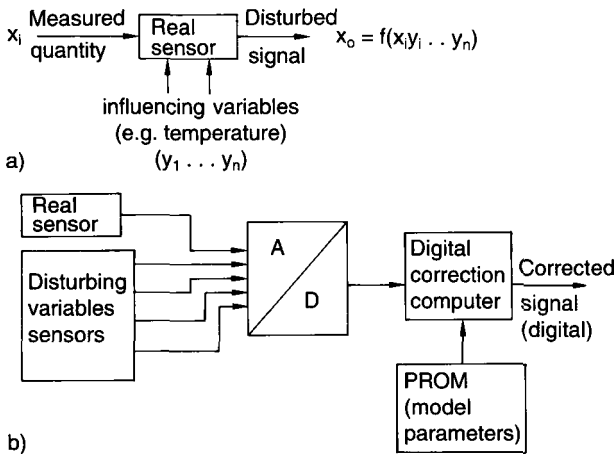 xᵢ Measured quantity
Real sensor
Disturbed signal
xₒ = f(xᵢyᵢ . . yₙ)
influencing variables
(e.g. temperature)
(y₁ . . . yₙ)
a)
Real
sensor
Disturbing
variables
sensors
A
D
Digital
correction
computer
Corrected
signal
(digital)
PROM
(model
parameters)
b)